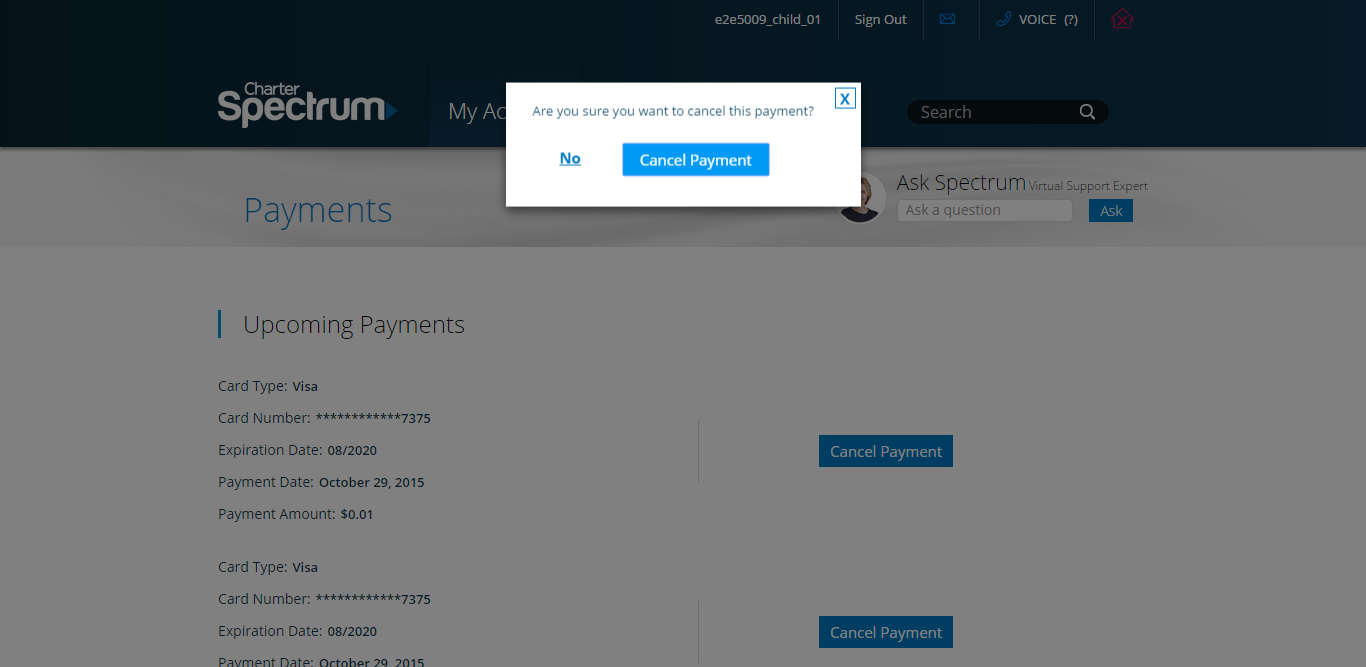 e2e5009_child_01 Sign Out VOICE (?)
Charter
Spectrum
My Ac
Search
X
Are you sure you want to cancel this payment?
No Cancel Payment
Payments
Ask Spectrum Virtual Support Expert
Ask a question Ask
Upcoming Payments
Card Type: Visa
Card Number: ************7375
Expiration Date: 08/2020
Payment Date: October 29, 2015
Payment Amount: $0.01
Cancel Payment
Card Type: Visa
Card Number: ************7375
Expiration Date: 08/2020
Payment Date: October 29, 2015
Cancel Payment